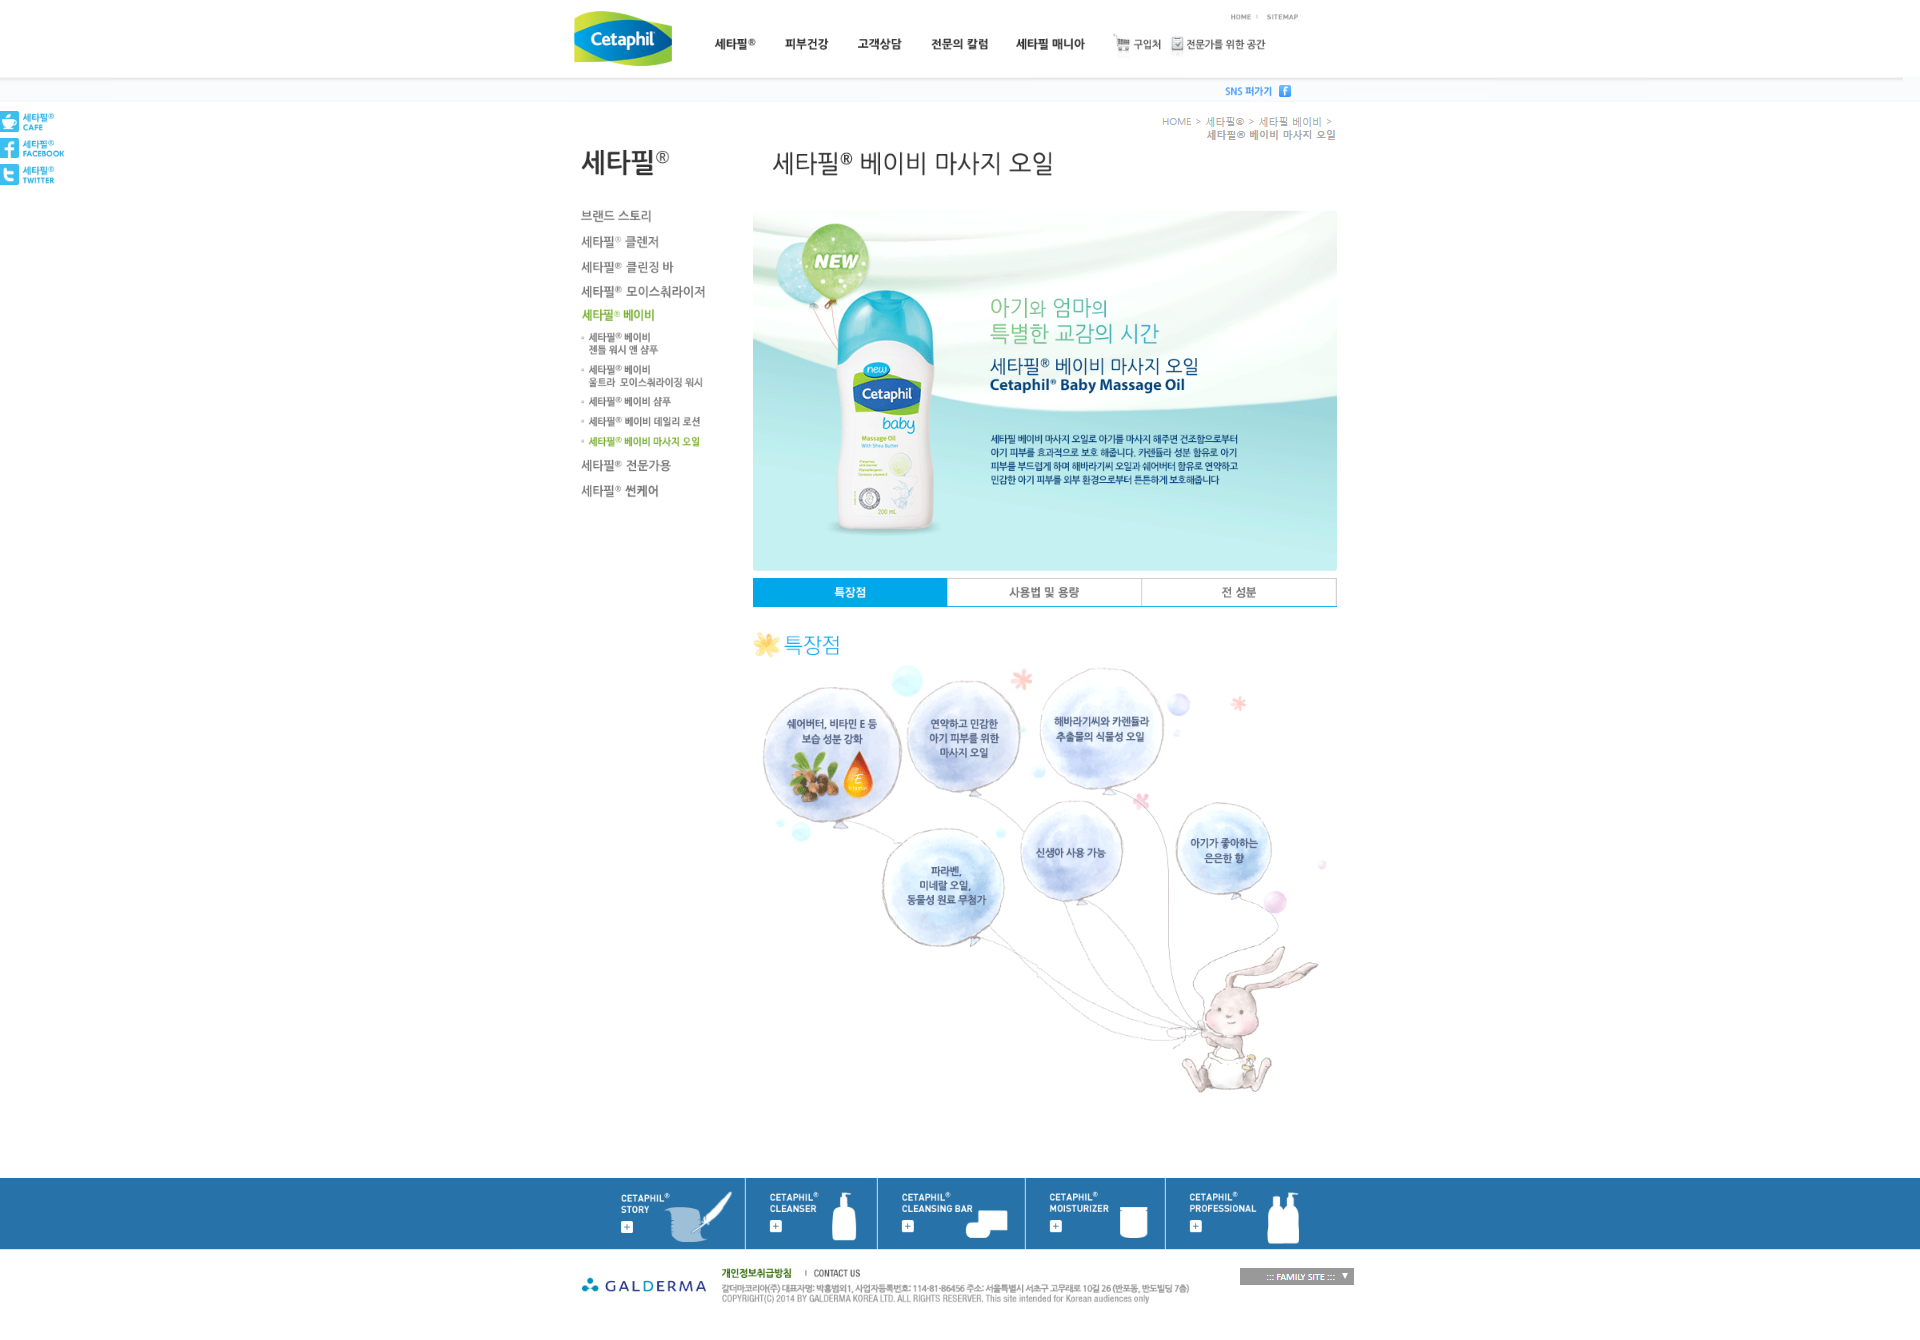 HOME | SITEMAP
Cetaphil
세타필® 피부건강 고객상담 전문의 칼럼 세타필 매니아 구입처 전문가를 위한 공간
SNS 퍼가기
세타필®
CAFE
세타필®
FACEBOOK
세타필®
TWITTER
HOME > 세타필® > 세타필 베이비 >
세타필® 베이비 마사지 오일
세타필®
세타필® 베이비 마사지 오일
브랜드 스토리
세타필® 클렌저
세타필® 클린징 바
세타필® 모이스춰라이저
세타필® 베이비
세타필® 베이비
젠틀 워시 앤 샴푸
세타필® 베이비
울트라 모이스춰라이징 워시
세타필® 베이비 샴푸
세타필® 베이비 데일리 로션
세타필® 베이비 마사지 오일
세타필® 전문가용
세타필® 썬케어
NEW
new
Cetaphil
baby
Massage Oil
With Shea Butter
200 mL
아기와 엄마의
특별한 교감의 시간
세타필® 베이비 마사지 오일
Cetaphil® Baby Massage Oil
세타필 베이비 마사지 오일로 아기를 마사지 해주면 건조함으로부터
아기 피부를 효과적으로 보호 해줍니다. 카렌듈라 성분 함유로 아기
피부를 부드럽게 하며 해바라기씨 오일과 쉐어버터 함유로 연약하고
민감한 아기 피부를 외부 환경으로부터 튼튼하게 보호해줍니다
특장점 사용법 및 용량 전 성분
특장점
쉐어버터, 비타민 E 등
보습 성분 강화
E
연약하고 민감한
아기 피부를 위한
마사지 오일
해바라기씨와 카렌듈라
추출물의 식물성 오일
파라벤,
미네랄 오일,
동물성 원료 무첨가
신생아 사용 가능
아기가 좋아하는
은은한 향
CETAPHIL®
STORY
CETAPHIL®
CLEANSER
CETAPHIL®
CLEANSING BAR
CETAPHIL®
MOISTURIZER
CETAPHIL®
PROFESSIONAL
GALDERMA
개인정보취급방침 | CONTACT US
갈더마코리아(주) 대표자명: 박흥범외1, 사업자등록번호: 114-81-86456 주소: 서울특별시 서초구 고무래로 10길 26 (반포동, 반도빌딩 7층)
COPYRIGHT(C) 2014 BY GALDERMA KOREA LTD. ALL RIGHTS RESERVER. This site intended for Korean audiences only
::: FAMILY SITE ::: ▼